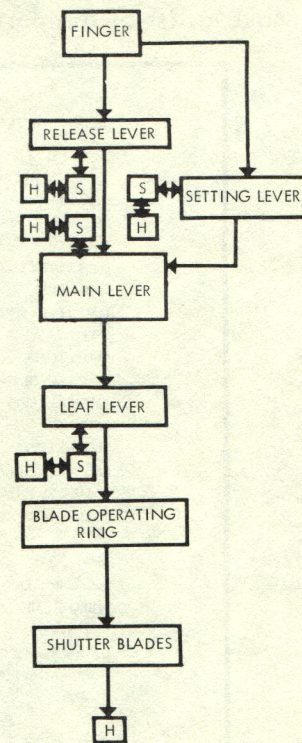 FINGER
RELEASE LEVER
H S
S
SETTING LEVER
H S
H
MAIN LEVER
LEAF LEVER
H S
BLADE OPERATING
RING
SHUTTER BLADES
H